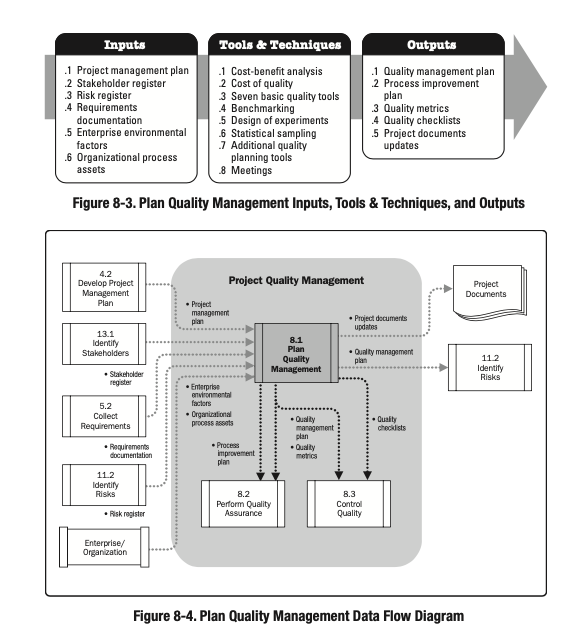 Inputs
.1 Project management plan
.2 Stakeholder register
.3 Risk register
.4 Requirements
documentation
.5 Enterprise environmental
factors
.6 Organizational process
assets
Tools & Techniques
.1 Cost-benefit analysis
.2 Cost of quality
.3 Seven basic quality tools
.4 Benchmarking
.5 Design of experiments
.6 Statistical sampling
.7 Additional quality
planning tools
.8 Meetings
Outputs
.1 Quality management plan
.2 Process improvement
plan
.3 Quality metrics
.4 Quality checklists
.5 Project documents
updates
Figure 8-3. Plan Quality Management Inputs, Tools & Techniques, and Outputs
Project Quality Management
4.2
Develop Project
Management
Plan
13.1
Identify
Stakeholders
• Stakeholder
register
5.2
Collect
Requirements
• Requirements
documentation
11.2
Identify
Risks
• Risk register
Enterprise/
Organization
• Project
management
plan
• Enterprise
environmental
factors
• Organizational
process assets
8.1
Plan
Quality
Management
• Project documents
updates
• Quality management
plan
Project
Documents
11.2
Identify
Risks
• Process
improvement
plan
• Quality
management
plan
• Quality
metrics
• Quality
checklists
8.2
Perform Quality
Assurance
8.3
Control
Quality
Figure 8-4. Plan Quality Management Data Flow Diagram